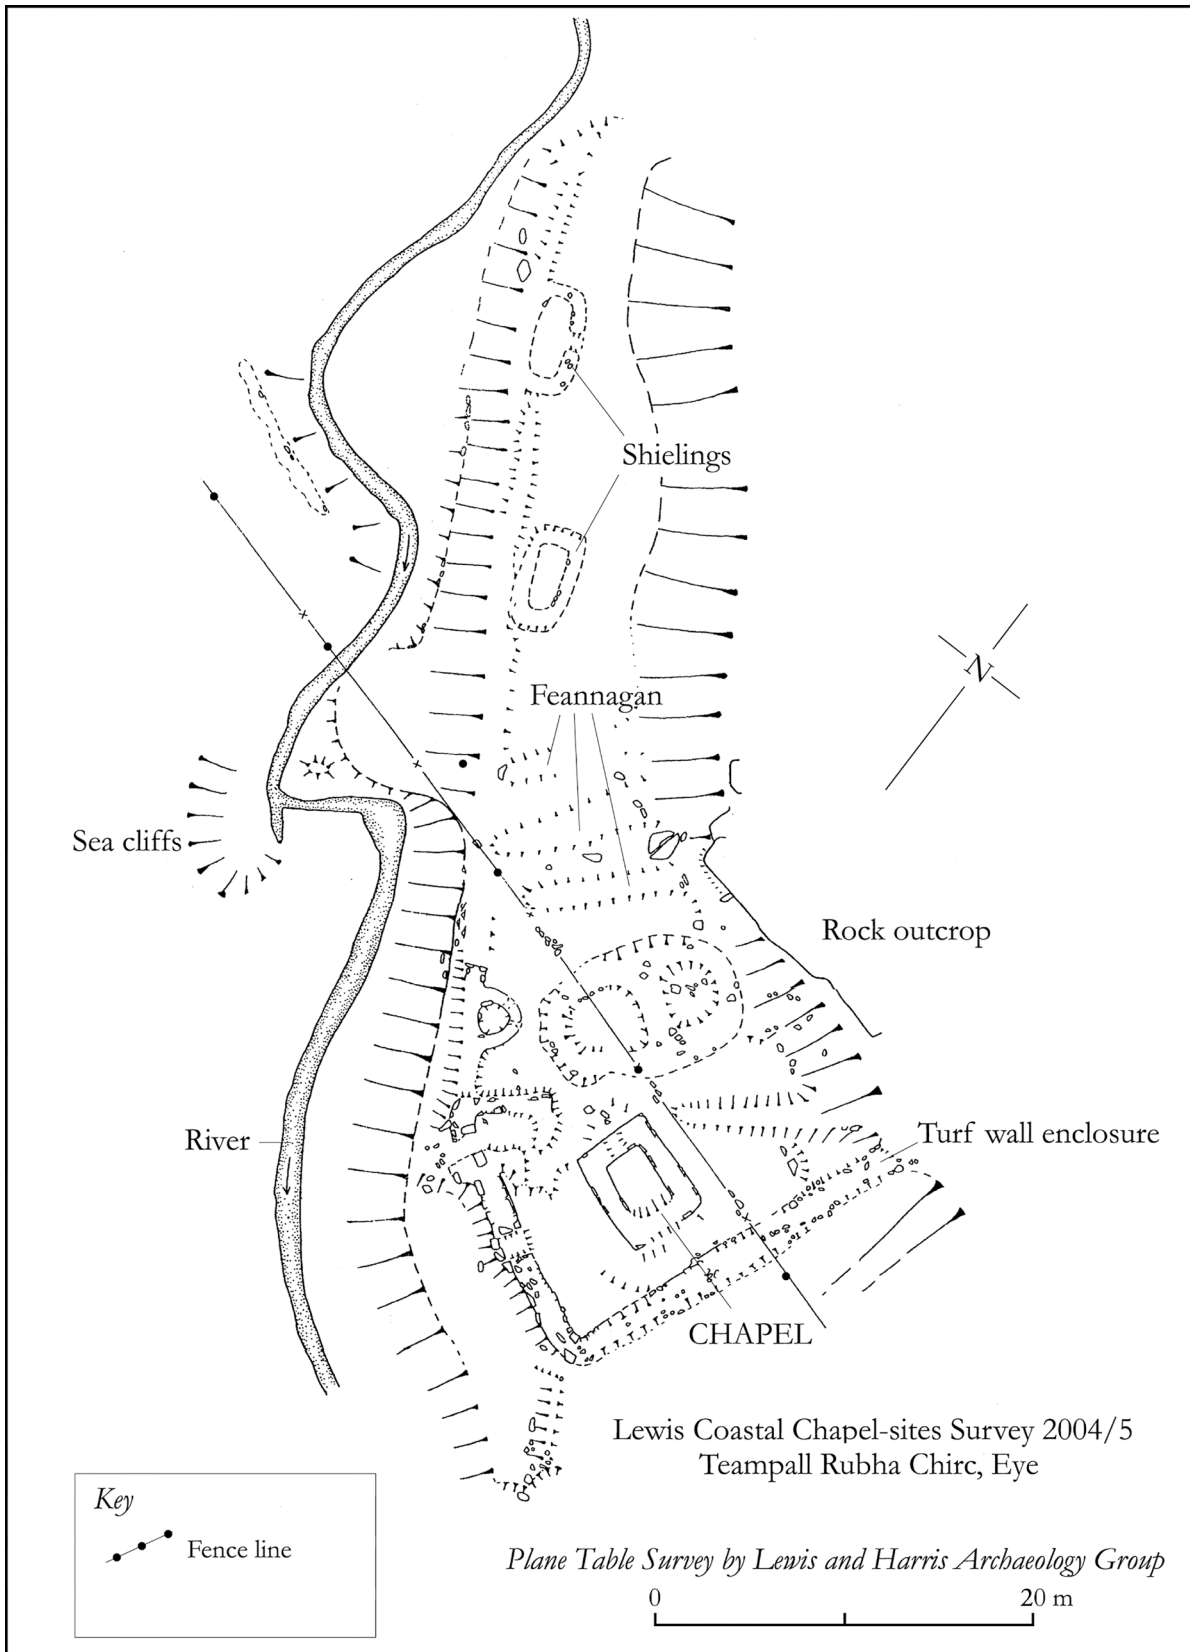 Shielings
Feannagan
N
Sea cliffs
Rock outcrop
River
Turf wall enclosure
CHAPEL
Lewis Coastal Chapel-sites Survey 2004/5
Teampall Rubha Chirc, Eye
Key
Fence line
Plane Table Survey by Lewis and Harris Archaeology Group
0 20 m